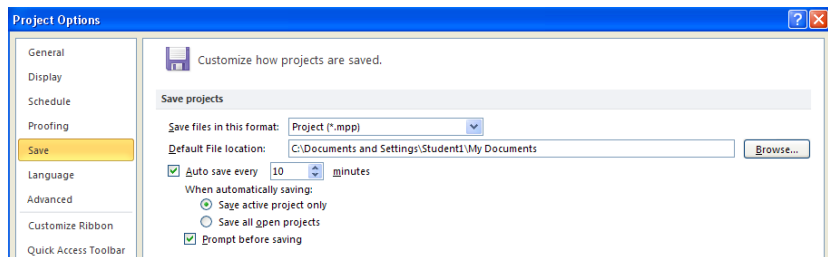 Project Options
General
Display
Schedule
Proofing
Save
Language
Advanced
Customize Ribbon
Quick Access Toolbar
Customize how projects are saved.
Save projects
Save files in this format: Project (*.mpp)
Default File location: C:\Documents and Settings\Student1\My Documents Browse...
Auto save every 10 minutes
When automatically saving:
Save active project only
Save all open projects
Prompt before saving